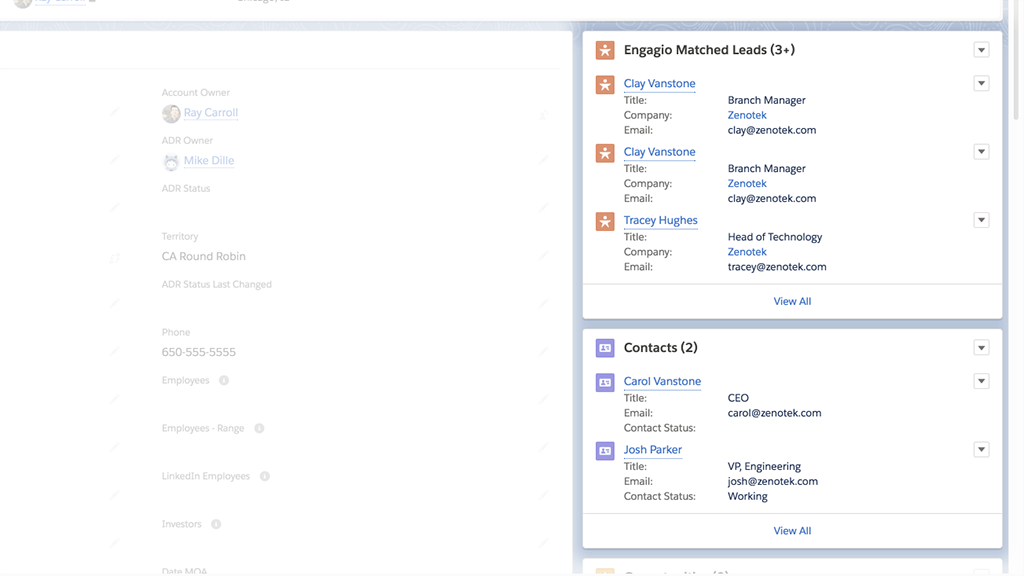 Account Owner
Ray Carroll
ADR Owner
Mike Dille
ADR Status
Territory
CA Round Robin
ADR Status Last Changed
Phone
650-555-5555
Employees
Employees - Range
LinkedIn Employees
Investors
Date MQA
Engagio Matched Leads (3+)
Clay Vanstone
Title: Branch Manager
Company: Zenotek
Email: clay@zenotek.com
Clay Vanstone
Title: Branch Manager
Company: Zenotek
Email: clay@zenotek.com
Tracey Hughes
Title: Head of Technology
Company: Zenotek
Email: tracey@zenotek.com
View All
Contacts (2)
Carol Vanstone
Title: CEO
Email: carol@zenotek.com
Contact Status:
Josh Parker
Title: VP, Engineering
Email: josh@zenotek.com
Contact Status: Working
View All